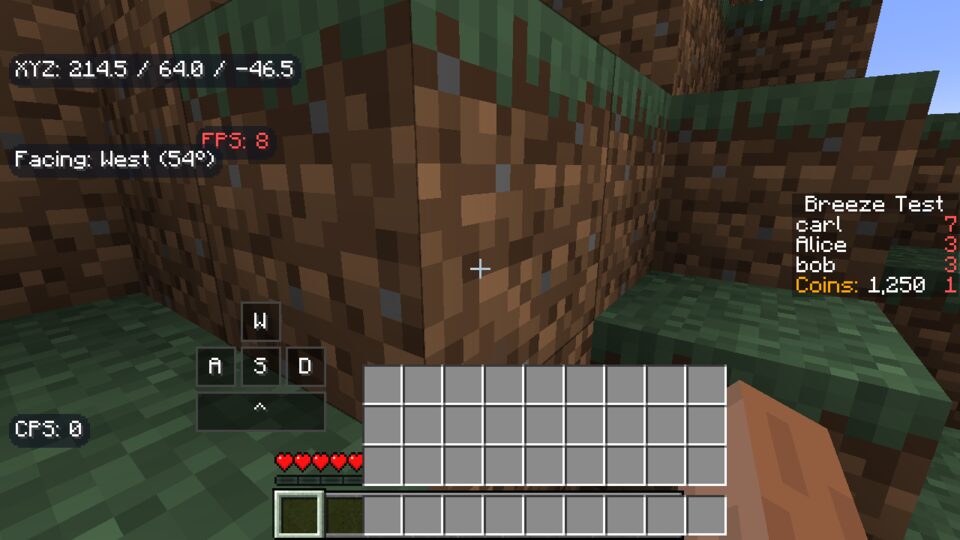 XYZ: 214.5 / 64.0 / -46.5
FPS: 8
Facing: West (54º)
Breeze Test
carl 7
Alice 3
bob 3
Coins: 1,250 1
W
A S D
^
CPS: 0